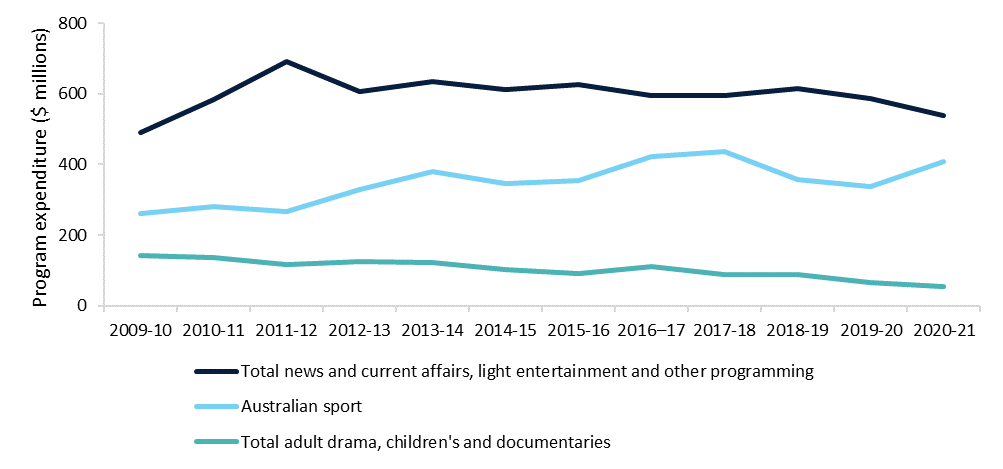 Program expenditure ($ millions)
800
600
400
200
0
2009-10 2010-11 2011-12 2012-13 2013-14 2014-15 2015-16 2016–17 2017-18 2018-19 2019-20 2020-21
Total news and current affairs, light entertainment and other programming
Australian sport
Total adult drama, children's and documentaries